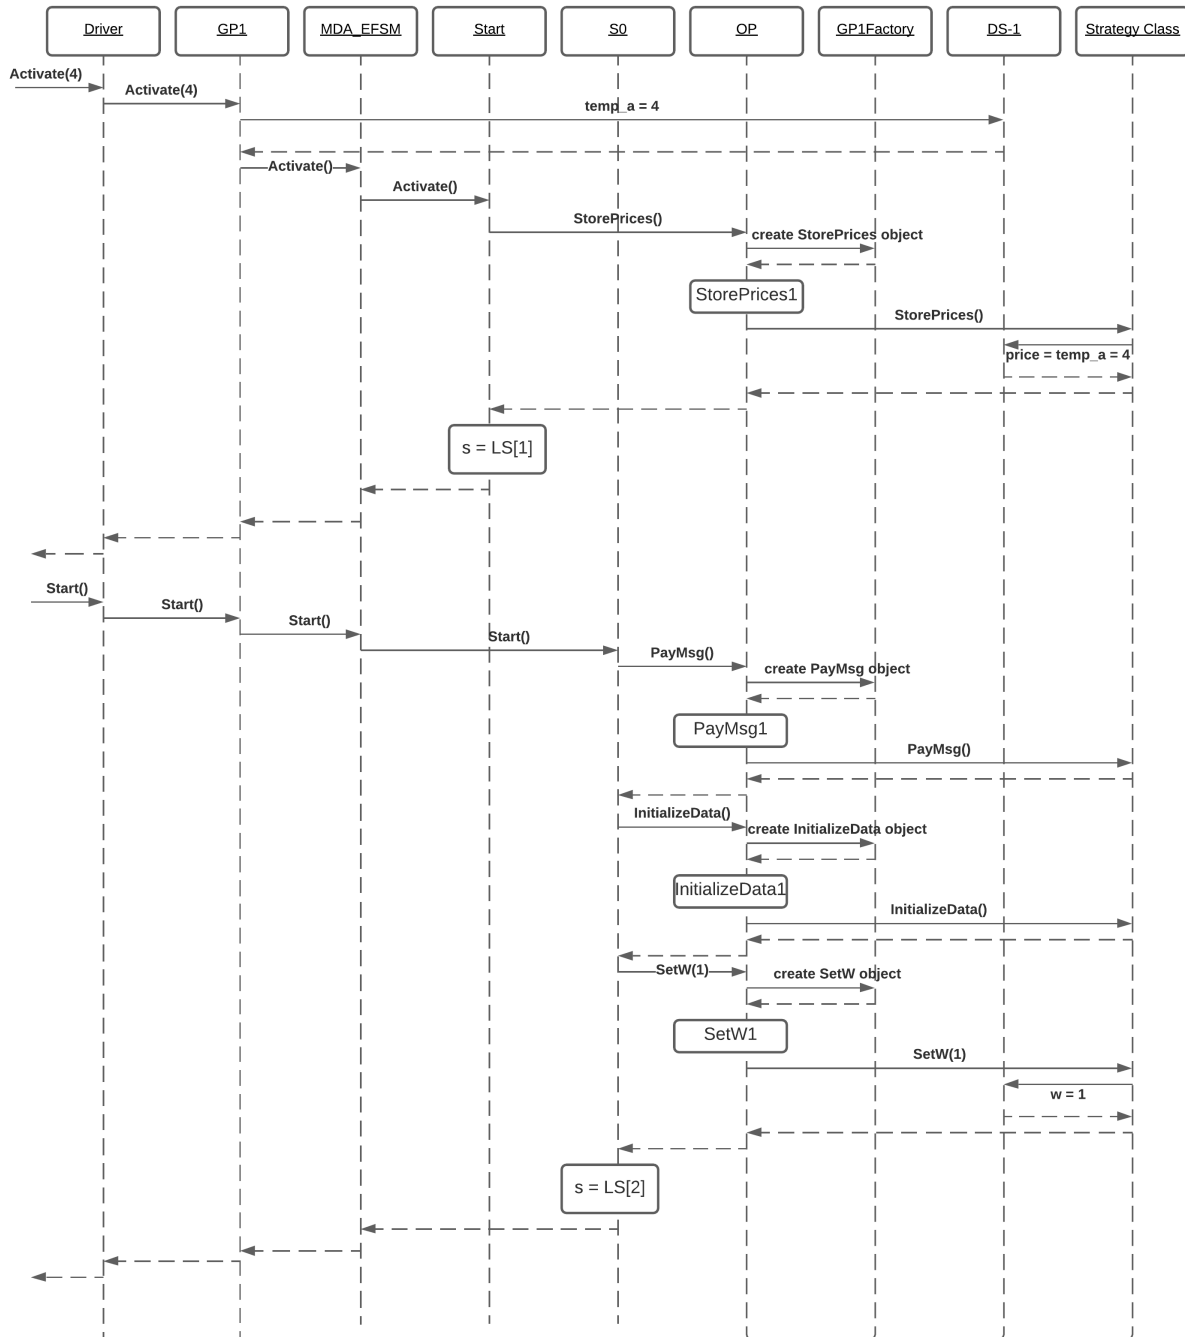 Driver
GP1
MDA_EFSM
Start
S0
OP
GP1Factory
DS-1
Strategy Class
Activate(4)
Activate(4)
temp_a = 4
Activate()
Activate()
StorePrices()
create StorePrices object
StorePrices1
StorePrices()
price = temp_a = 4
s = LS[1]
Start()
Start()
Start()
Start()
PayMsg()
create PayMsg object
PayMsg1
PayMsg()
InitializeData()
create InitializeData object
InitializeData1
InitializeData()
SetW(1)
create SetW object
SetW1
SetW(1)
w = 1
s = LS[2]